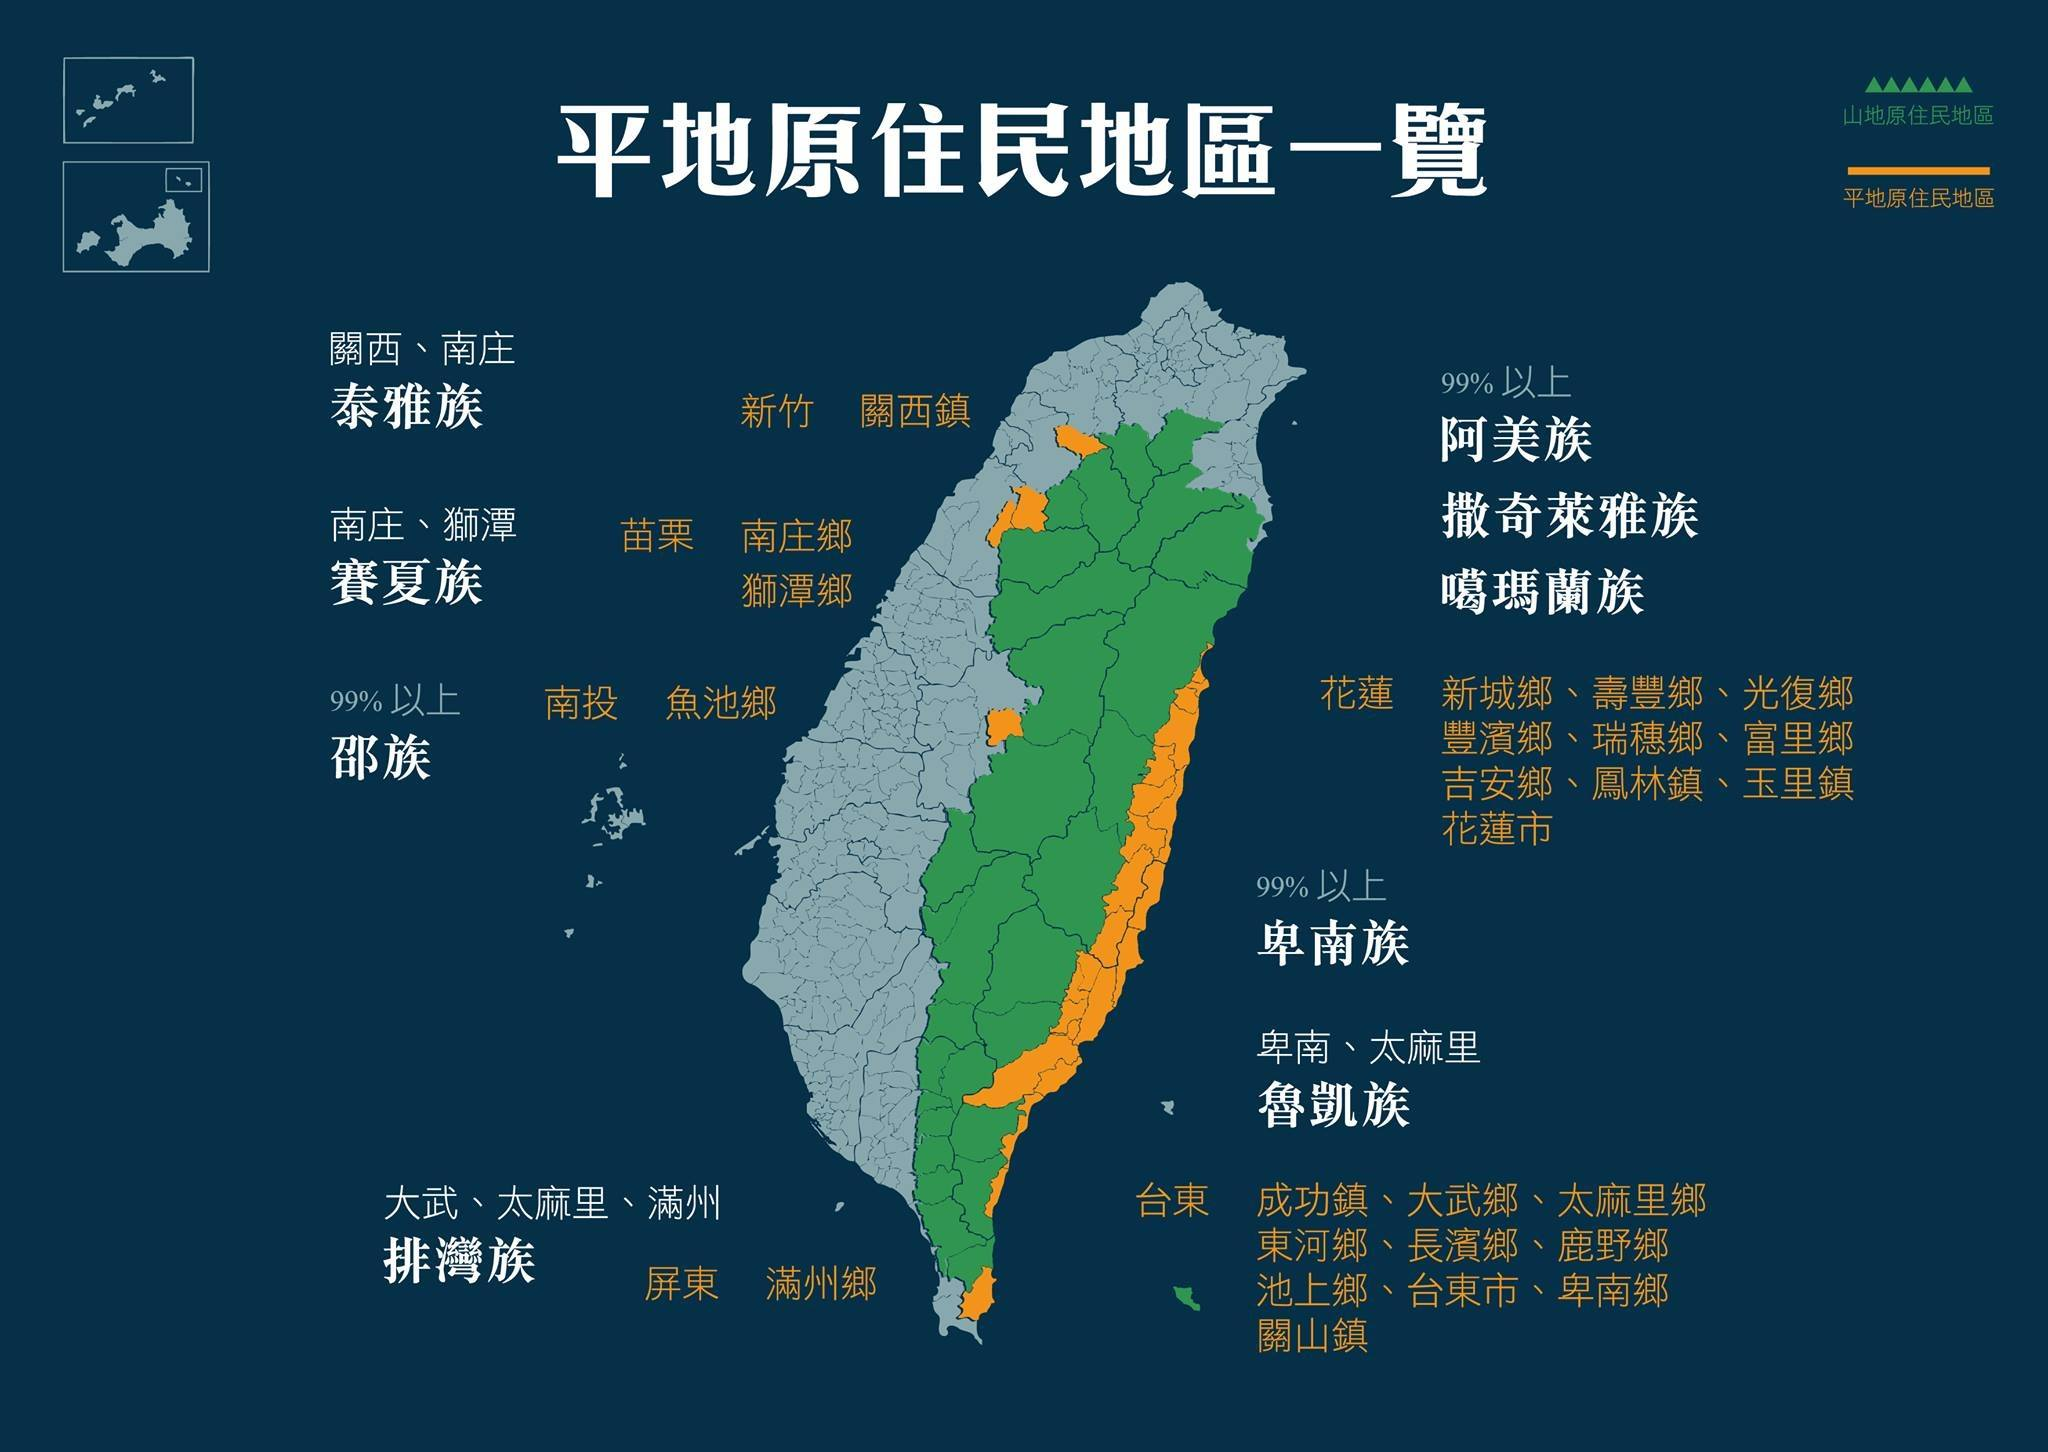 平地原住民地區一覽
山地原住民地區
平地原住民地區
關西、南庄
泰雅族
新竹 關西鎮
南庄、獅潭
賽夏族
苗栗 南庄鄉
獅潭鄉
99% 以上
邵族
南投 魚池鄉
99% 以上
阿美族
撒奇萊雅族
噶瑪蘭族
花蓮 新城鄉、壽豐鄉、光復鄉
豐濱鄉、瑞穗鄉、富里鄉
吉安鄉、鳳林鎮、玉里鎮
花蓮市
99% 以上
卑南族
卑南、太麻里
魯凱族
台東 成功鎮、大武鄉、太麻里鄉
東河鄉、長濱鄉、鹿野鄉
池上鄉、台東市、卑南鄉
關山鎮
大武、太麻里、滿州
排灣族
屏東 滿州鄉